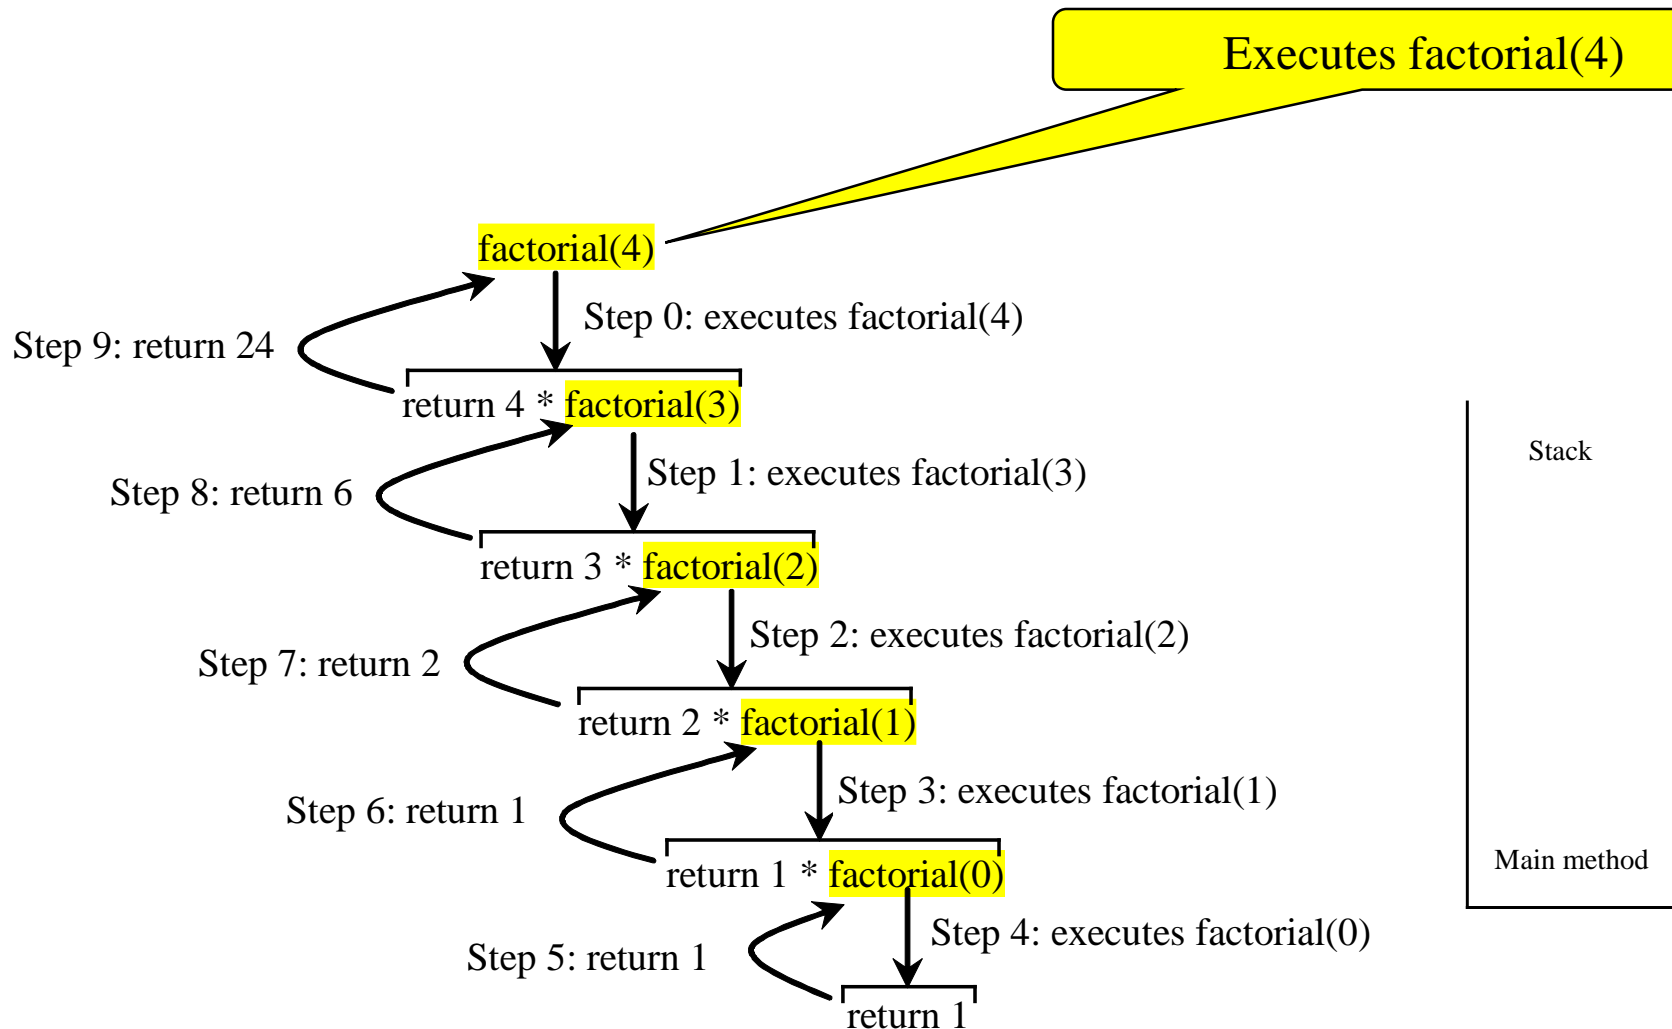 Executes factorial(4)
factorial(4)
Step 0: executes factorial(4)
Step 9: return 24
return 4 * factorial(3)
Stack
Step 1: executes factorial(3)
Step 8: return 6
return 3 * factorial(2)
Step 2: executes factorial(2)
Step 7: return 2
return 2 * factorial(1)
Step 3: executes factorial(1)
Step 6: return 1
Main method
return 1 * factorial(0)
Step 4: executes factorial(0)
Step 5: return 1
return 1